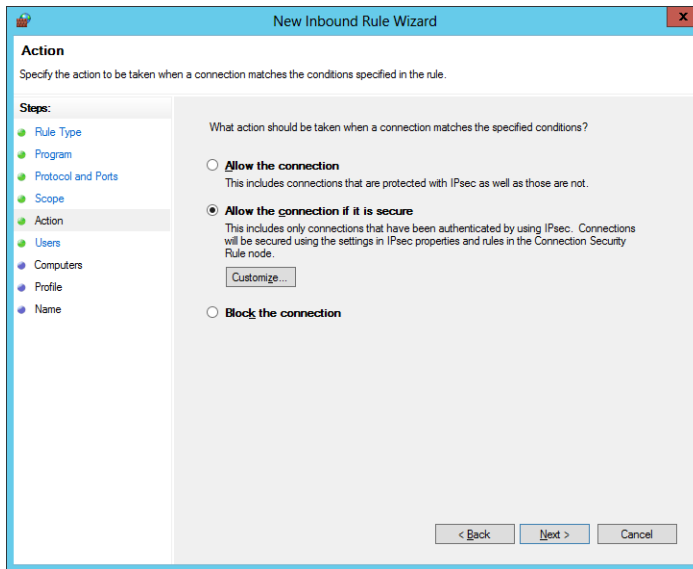 New Inbound Rule Wizard
x
Action
Specify the action to be taken when a connection matches the conditions specified in the rule.
Steps:
Rule Type
Program
Protocol and Ports
Scope
Action
Users
Computers
Profile
Name
What action should be taken when a connection matches the specified conditions?
Allow the connection
This includes connections that are protected with IPsec as well as those are not.
Allow the connection if it is secure
This includes only connections that have been authenticated by using IPsec. Connections
will be secured using the settings in IPsec properties and rules in the Connection Security
Rule node.
Customize...
Block the connection
< Back
Next >
Cancel